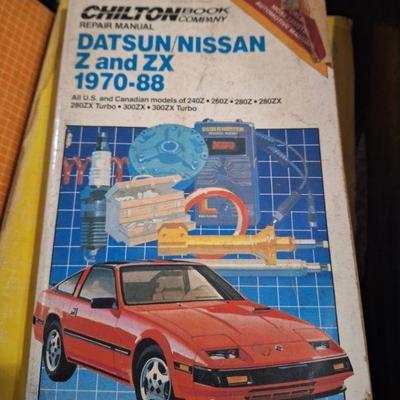 CHILTON BOOK COMPANY
REPAIR MANUAL
DATSUN/NISSAN
Z and ZX
1970-88
All U.S. and Canadian models of 240Z • 260Z • 280Z • 280ZX
280ZX Turbo • 300ZX • 300ZX Turbo
AUTOMOTIVE